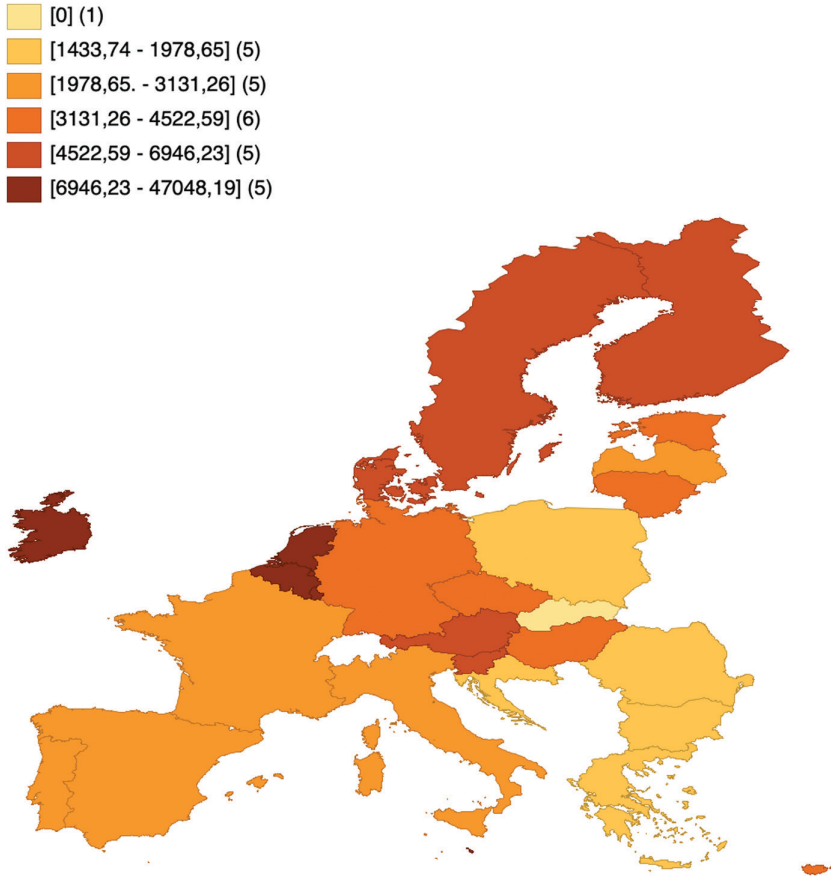 [0] (1)
[1433,74 - 1978,65] (5)
[1978,65. - 3131,26] (5)
[3131,26 - 4522,59] (6)
[4522,59 - 6946,23] (5)
[6946,23 - 47048,19] (5)